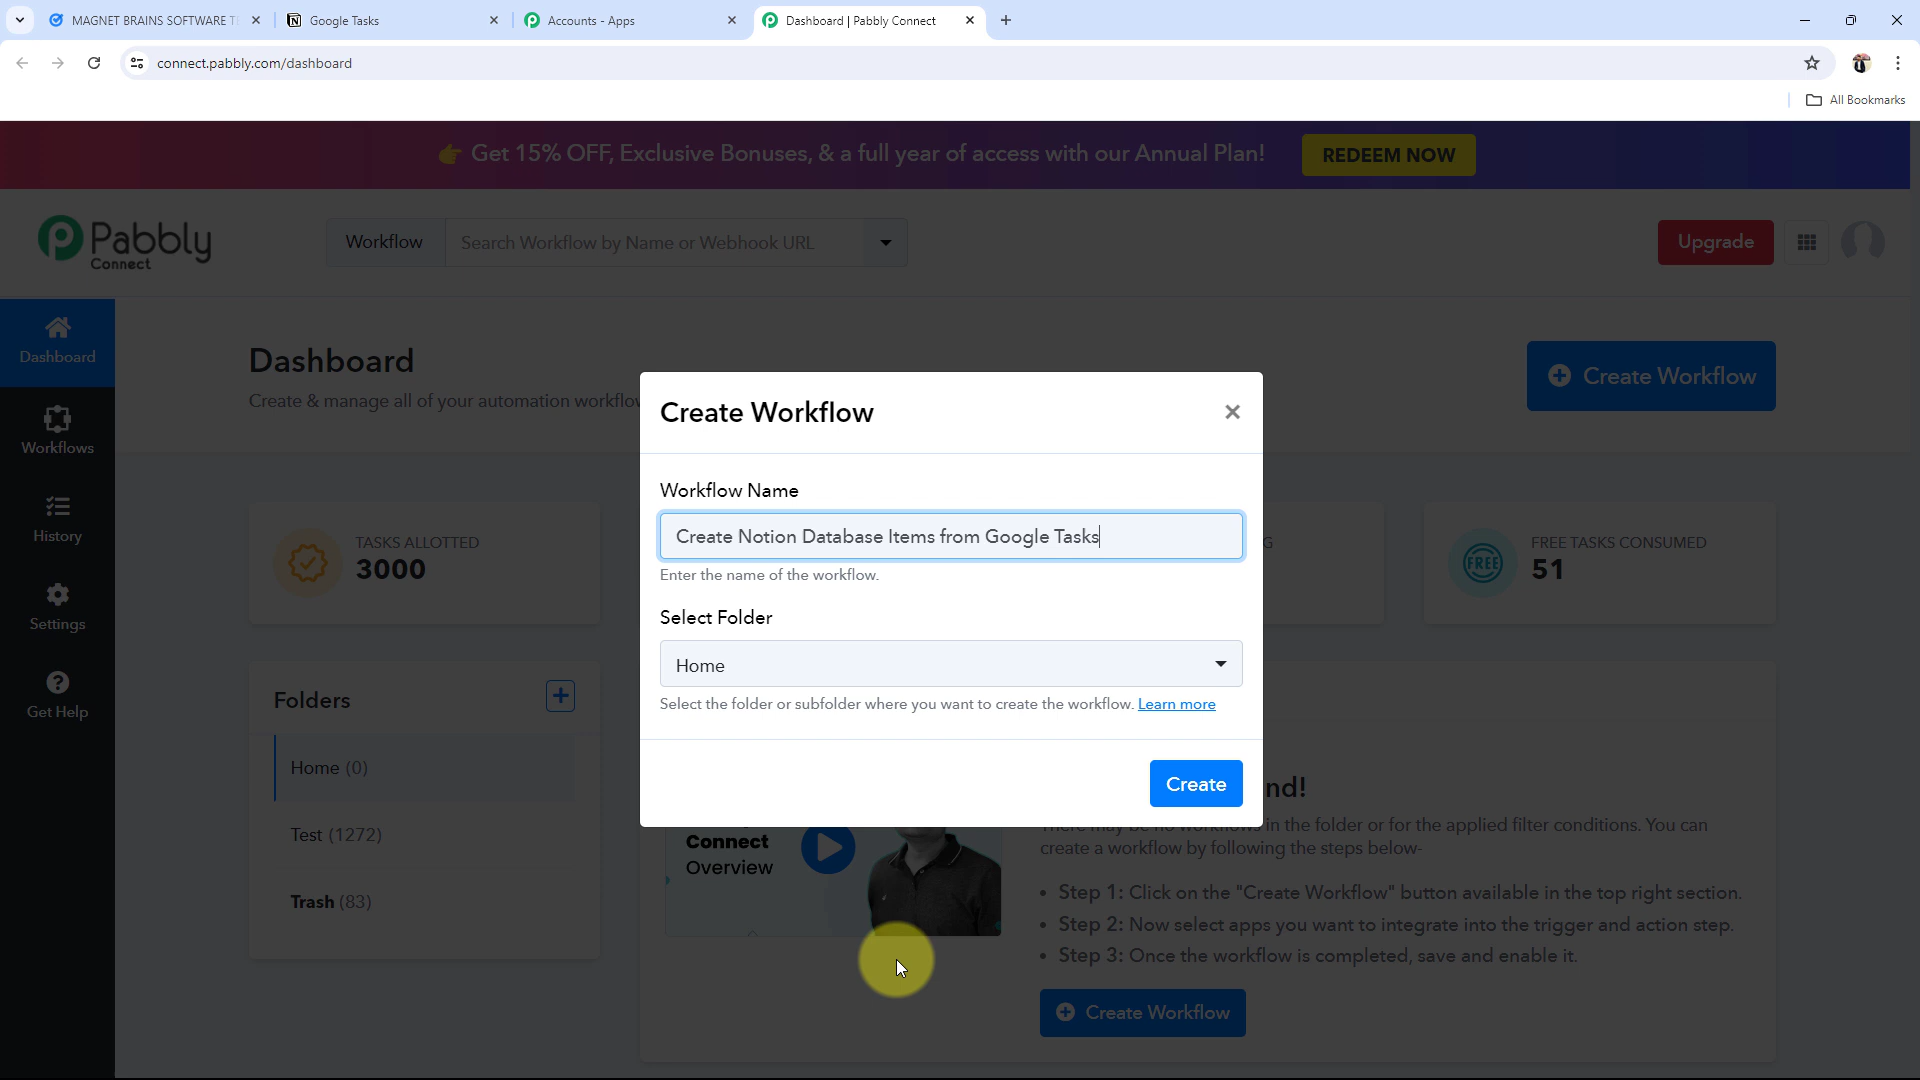 MAGNET BRAINS SOFTWARE T
Google Tasks
Accounts - Apps
Dashboard | Pabbly Connect
connect.pabbly.com/dashboard
All Bookmarks
Get 15% OFF, Exclusive Bonuses, & a full year of access with our Annual Plan!
REDEEM NOW
Pabbly
Connect
Workflow
Search Workflow by Name or Webhook URL
Upgrade
Dashboard
Workflows
History
Settings
Get Help
Dashboard
Create & manage all of your automation workflow
Create Workflow
TASKS ALLOTTED
3000
G
FREE
FREE TASKS CONSUMED
51
Folders
Home (0)
Test (1272)
Trash (83)
Create Workflow
Workflow Name
Create Notion Database Items from Google Tasks
Enter the name of the workflow.
Select Folder
Home
Select the folder or subfolder where you want to create the workflow. Learn more
Create
Connect
Overview
nd!
There may be no workflows in the folder or for the applied filter conditions. You can
create a workflow by following the steps below-
• Step 1: Click on the "Create Workflow" button available in the top right section.
• Step 2: Now select apps you want to integrate into the trigger and action step.
• Step 3: Once the workflow is completed, save and enable it.
Create Workflow